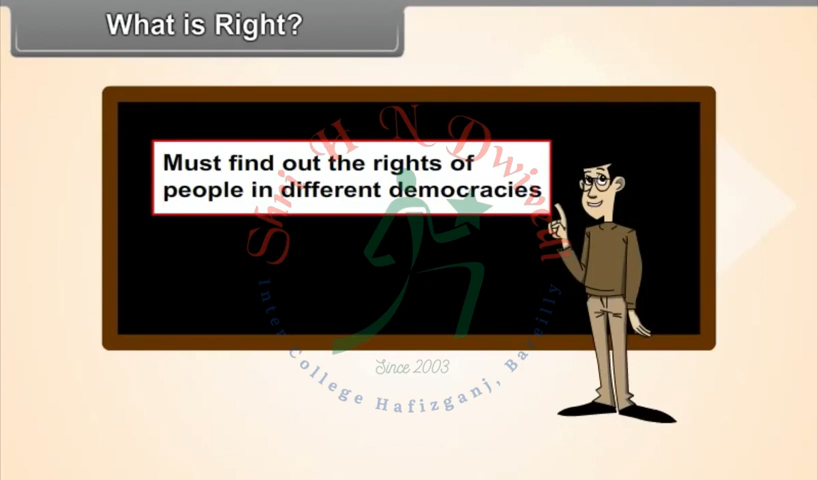 What is Right?
Must find out the rights of
people in different democracies
Shri H N Dwivedi
Since 2003
Inter College Hafizganj, Bareilly